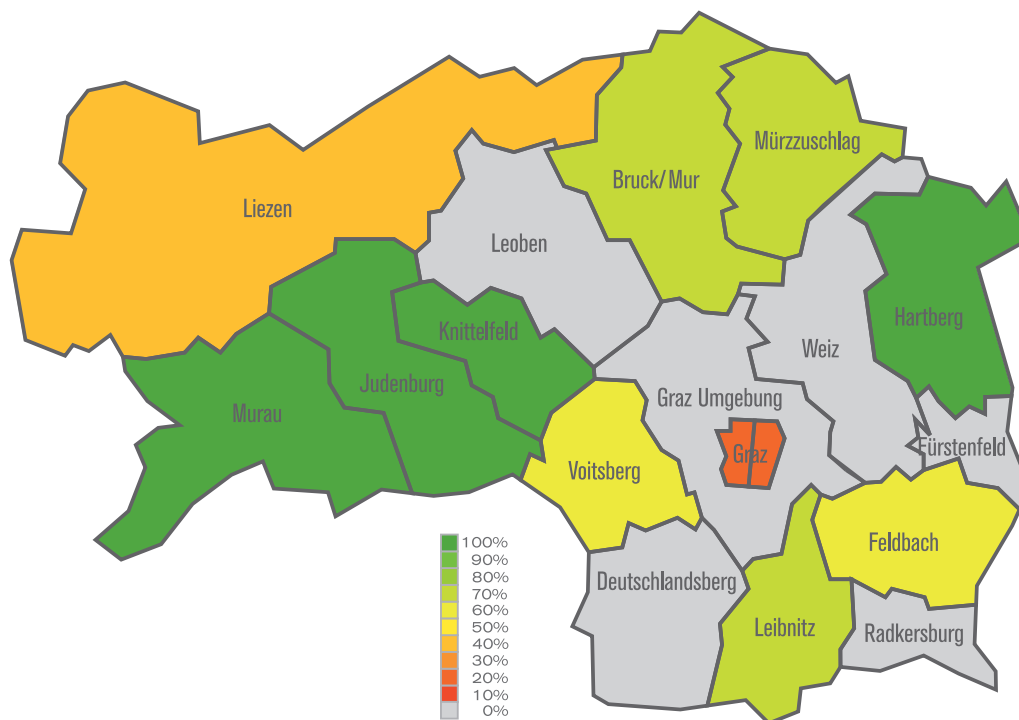 Mürzzuschlag
Bruck/Mur
Liezen
Leoben
Hartberg
Knittelfeld
Weiz
Judenburg
Graz Umgebung
Murau
Graz
Fürstenfeld
Voitsberg
Feldbach
Deutschlandsberg
Leibnitz
Radkersburg
100%
90%
80%
70%
60%
50%
40%
30%
20%
10%
0%